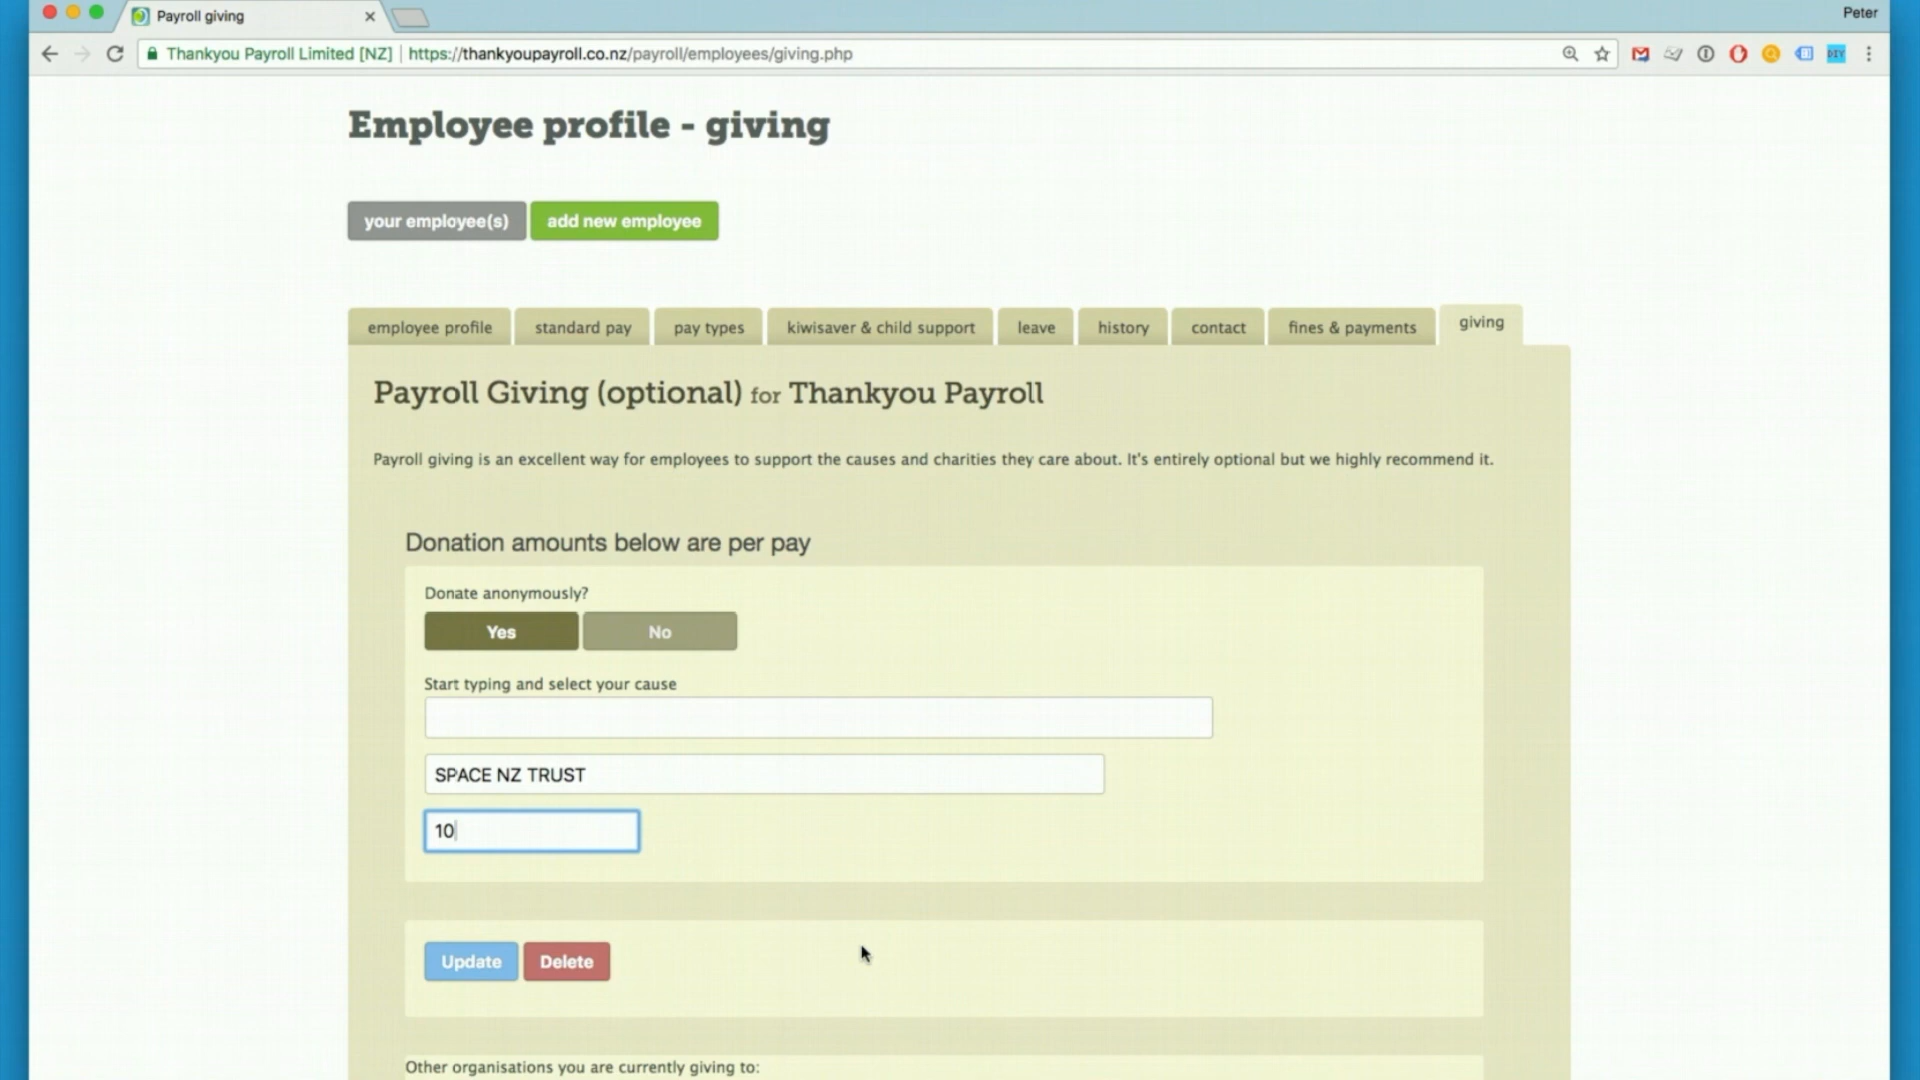 Payroll giving
Peter
Thankyou Payroll Limited [NZ] | https://thankyoupayroll.co.nz/payroll/employees/giving.php
DIY
Employee profile - giving
your employee(s) add new employee
employee profile standard pay pay types kiwisaver & child support leave history contact fines & payments giving
Payroll Giving (optional) for Thankyou Payroll
Payroll giving is an excellent way for employees to support the causes and charities they care about. It's entirely optional but we highly recommend it.
Donation amounts below are per pay
Donate anonymously?
Yes No
Start typing and select your cause
SPACE NZ TRUST
10
Update Delete
Other organisations you are currently giving to: